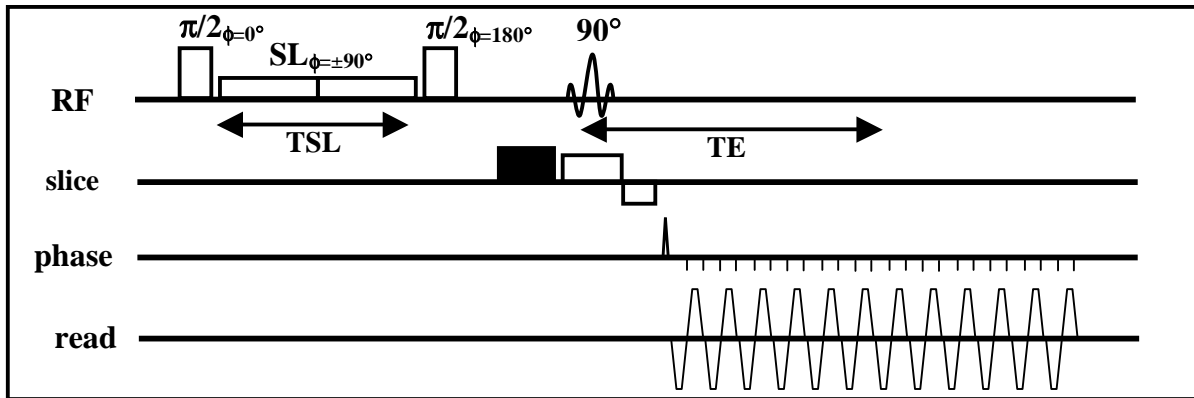 π/2ϕ=0° π/2ϕ=180° 90°
SLϕ=±90°
RF
TSL
TE
slice
phase
read